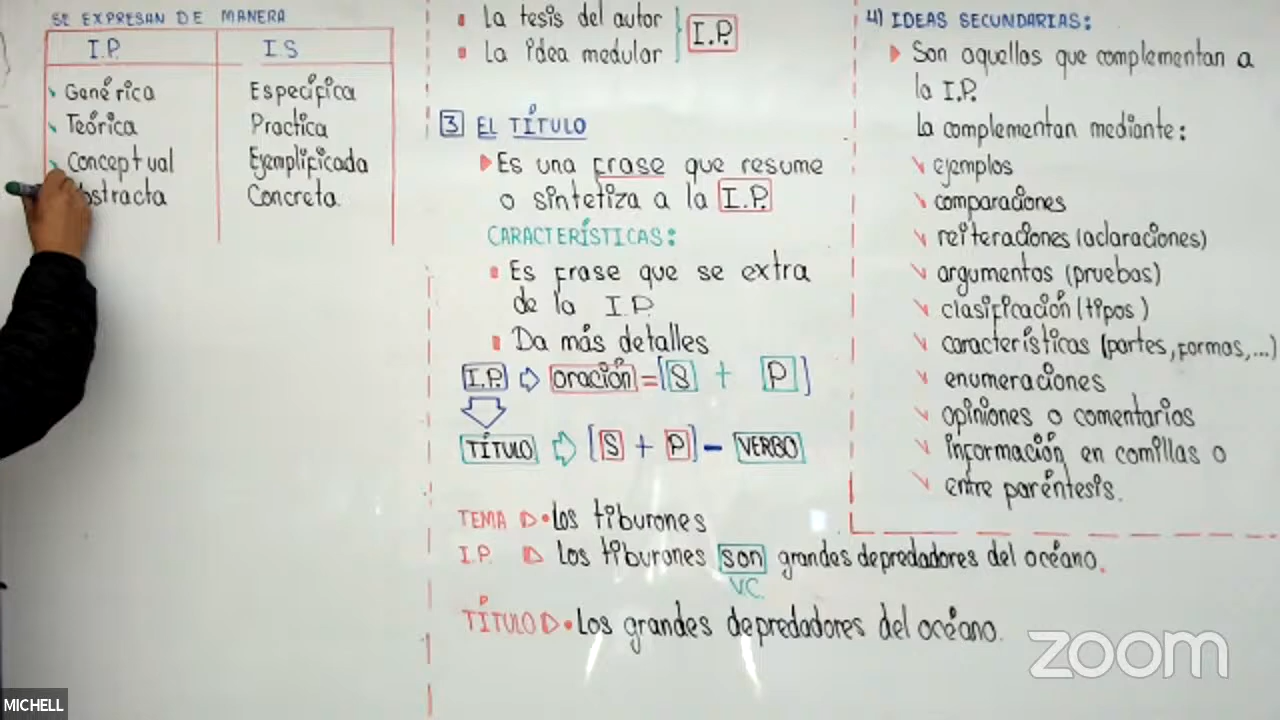 SE EXPRESAN DE MANERA
I.P. I.S
Genérica Específica
Teórica Practica
Conceptual Ejemplificada
Concreta
La tesis del autor
La idea medular
I.P.
3 EL TÍTULO
Es una frase que resume
o sintetiza a la I.P.
CARACTERÍSTICAS:
Es frase que se extra
de la I.P.
Da más detalles
I.P. ⇨ oración = [S + P]
TÍTULO ⇨ [S + P] - VERBO
TEMA • Los tiburones
I.P. Los tiburones son grandes depredadores del océano.
V.C.
TÍTULO • Los grandes depredadores del océano.
4) IDEAS SECUNDARIAS:
Son aquellas que complementan a
la I.P.
La complementan mediante:
ejemplos
comparaciones
reiteraciones (aclaraciones)
argumentos (pruebas)
clasificación (tipos)
características (partes, formas, ...)
enumeraciones
opiniones o comentarios
información en comillas o
entre paréntesis.
zoom
MICHELL